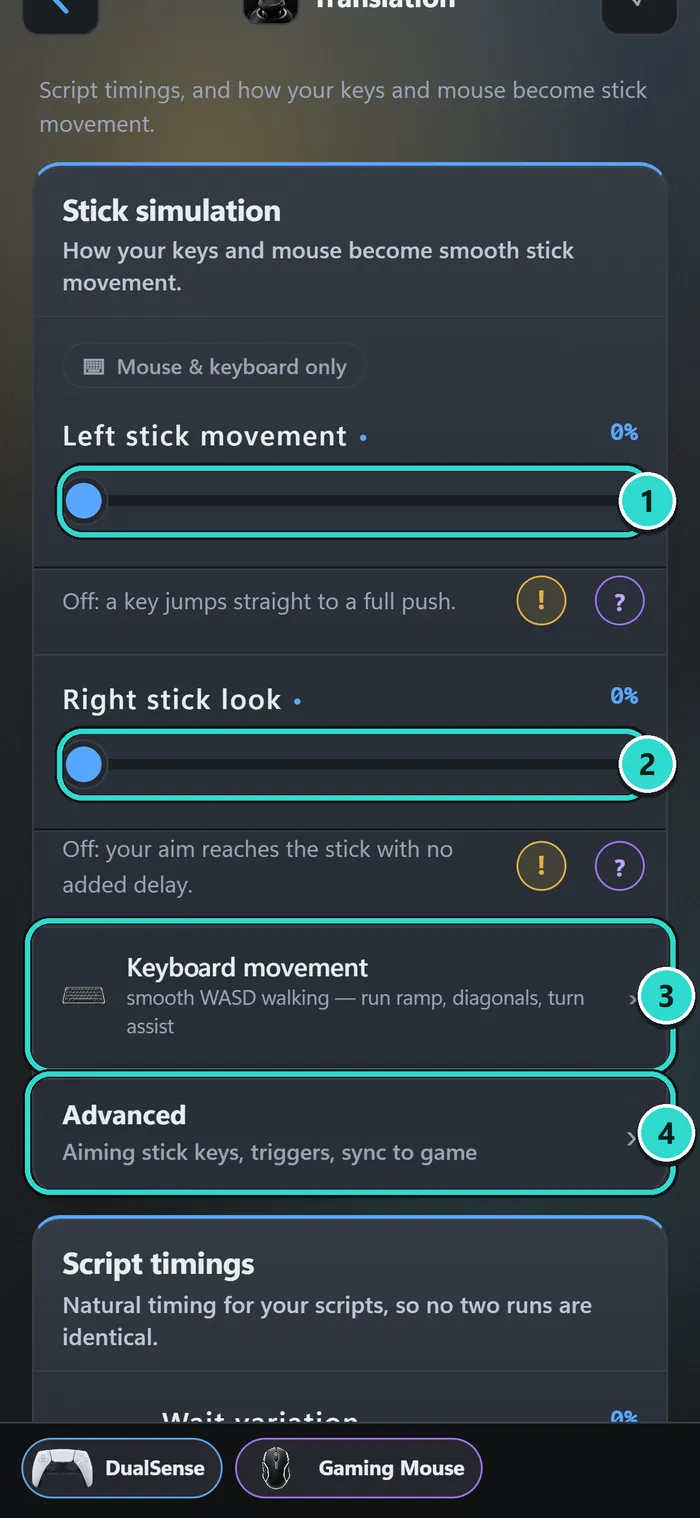 Translation
Script timings, and how your keys and mouse become stick
movement.
Stick simulation
How your keys and mouse become smooth stick
movement.
Mouse & keyboard only
Left stick movement •
0%
1
Off: a key jumps straight to a full push.
!
?
Right stick look •
0%
2
Off: your aim reaches the stick with no
added delay.
!
?
Keyboard movement
smooth WASD walking — run ramp, diagonals, turn
assist
›
3
Advanced
Aiming stick keys, triggers, sync to game
›
4
Script timings
Natural timing for your scripts, so no two runs are
identical.
Wait variation
0%
DualSense
Gaming Mouse